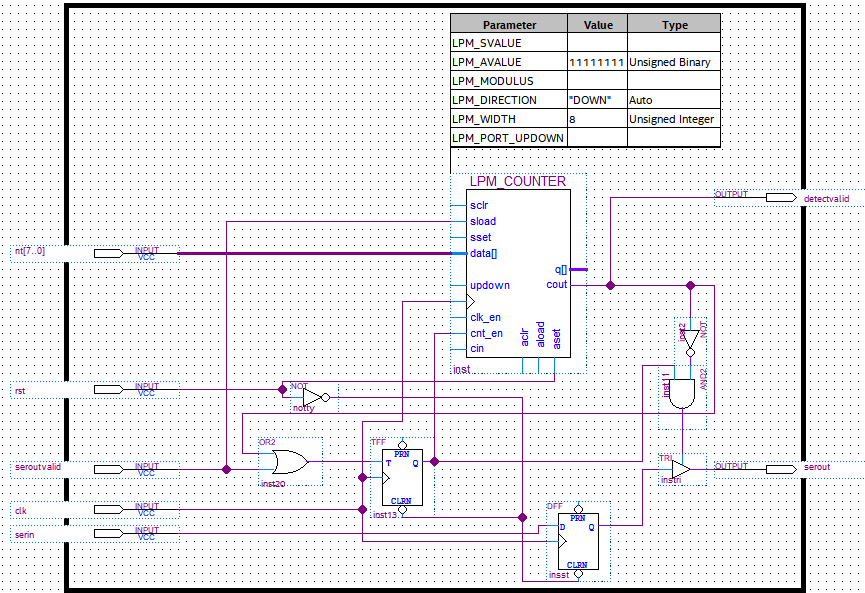 Parameter Value Type
LPM_SVALUE
LPM_AVALUE 11111111 Unsigned Binary
LPM_MODULUS
LPM_DIRECTION "DOWN" Auto
LPM_WIDTH 8 Unsigned Integer
LPM_PORT_UPDOWN
LPM_COUNTER
sclr
sload
sset
data[]
q[]
cout
updown
clk_en
cnt_en
cin
aclr
aload
aset
inst
OUTPUT
detectvalid
nt[7..0]
INPUT
VCC
inst2
NOT
inst_1
AND2
rst
INPUT
VCC
NOT
notty
OR2
inst20
TFF
PRN
T Q
CLRN
inst13
TRI
instri
OUTPUT
serout
seroutvalid
INPUT
VCC
clk
INPUT
VCC
serin
INPUT
VCC
DFF
PRN
D Q
CLRN
insst